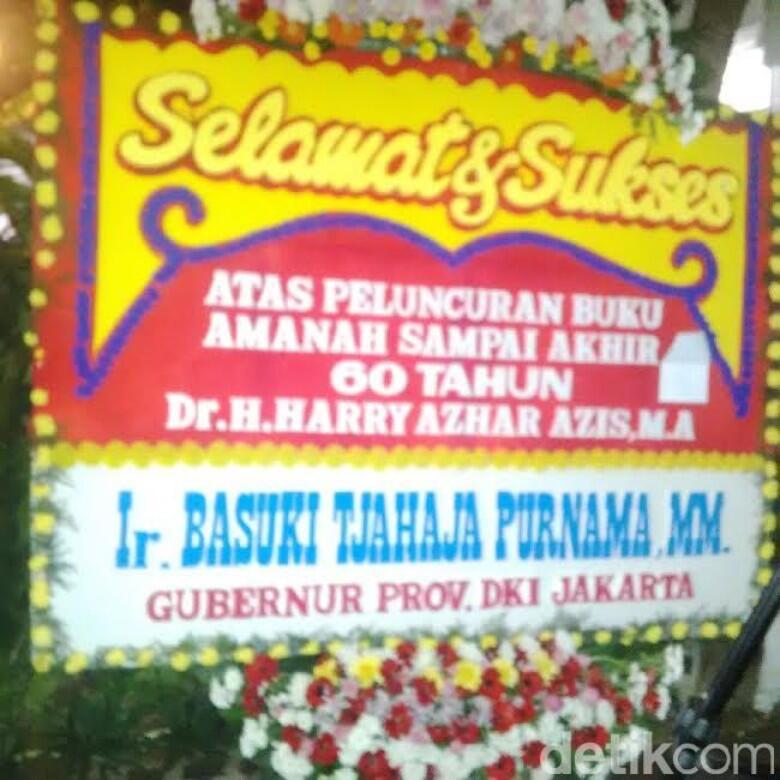 Selamat & Sukses
ATAS PELUNCURAN BUKU
AMANAH SAMPAI AKHIR
60 TAHUN
Dr.H.HARRY AZHAR AZIS,M.A
Ir. BASUKI TJAHAJA PURNAMA, MM.
GUBERNUR PROV. DKI JAKARTA
detikcom